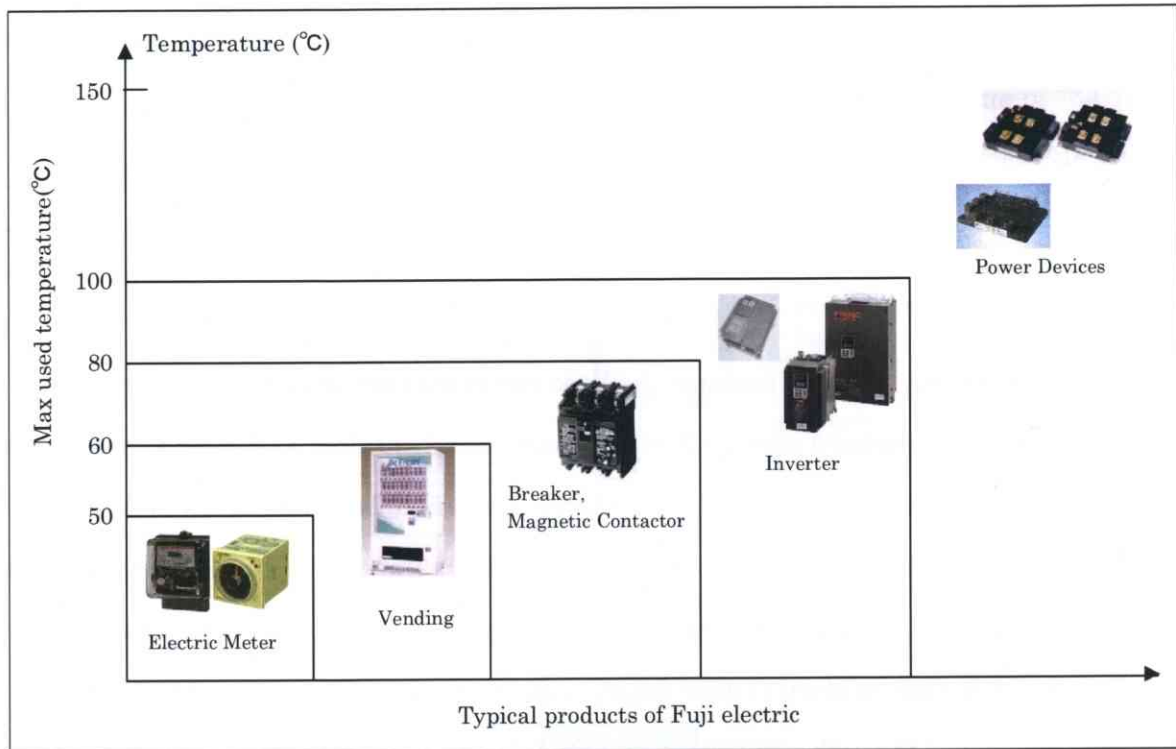 Temperature (℃)
150
100
80
60
50
Max used temperature(℃)
Power Devices
Inverter
Breaker,
Magnetic Contactor
Vending
Electric Meter
Typical products of Fuji electric